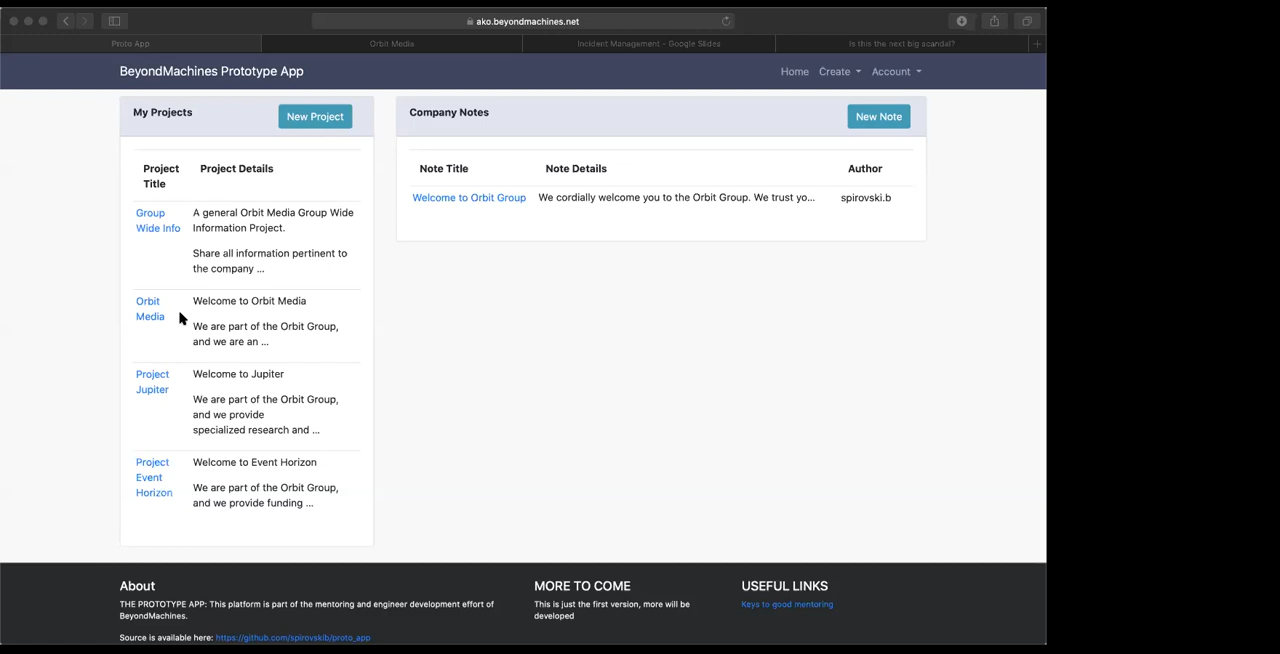 ako.beyondmachines.net
Proto App
Orbit Media
Incident Management - Google Slides
Is this the next big scandal?
BeyondMachines Prototype App
Home
Create
Account
My Projects
New Project
Project Title
Project Details
Group
Wide Info
A general Orbit Media Group Wide
Information Project.
Share all information pertinent to
the company ...
Orbit
Media
Welcome to Orbit Media
We are part of the Orbit Group,
and we are an ...
Project
Jupiter
Welcome to Jupiter
We are part of the Orbit Group,
and we provide
specialized research and ...
Project
Event
Horizon
Welcome to Event Horizon
We are part of the Orbit Group,
and we provide funding ...
Company Notes
New Note
Note Title
Note Details
Author
Welcome to Orbit Group
We cordially welcome you to the Orbit Group. We trust yo...
spirovski.b
About
THE PROTOTYPE APP: This platform is part of the mentoring and engineer development effort of
BeyondMachines.
Source is available here: https://github.com/spirovskib/proto_app
MORE TO COME
This is just the first version, more will be
developed
USEFUL LINKS
Keys to good mentoring